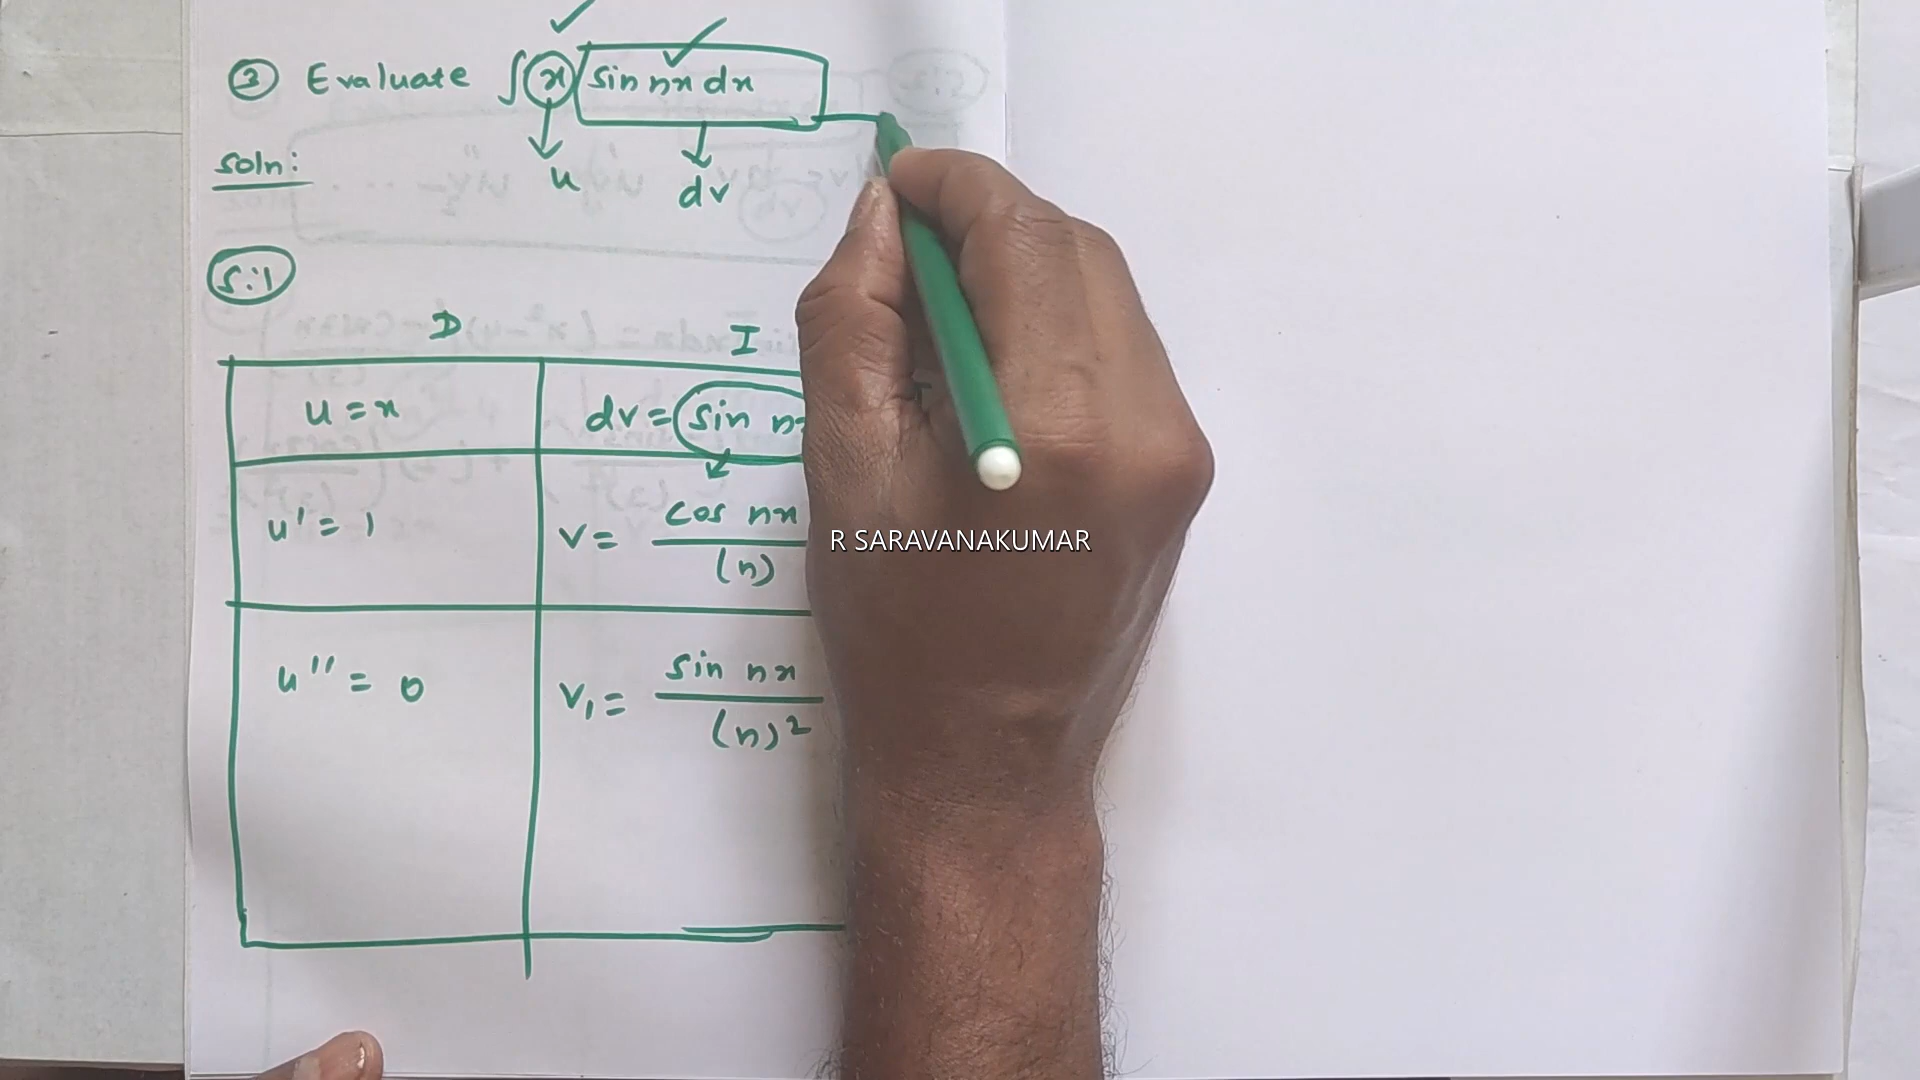 ③ Evaluate ∫ x sin nx dx
soln:
u
dv
S:1
D I
u = x dv = sin
u' = 1 v = cos nx / (n)
u'' = 0 v₁ = sin nx / (n)²
R SARAVANAKUMAR